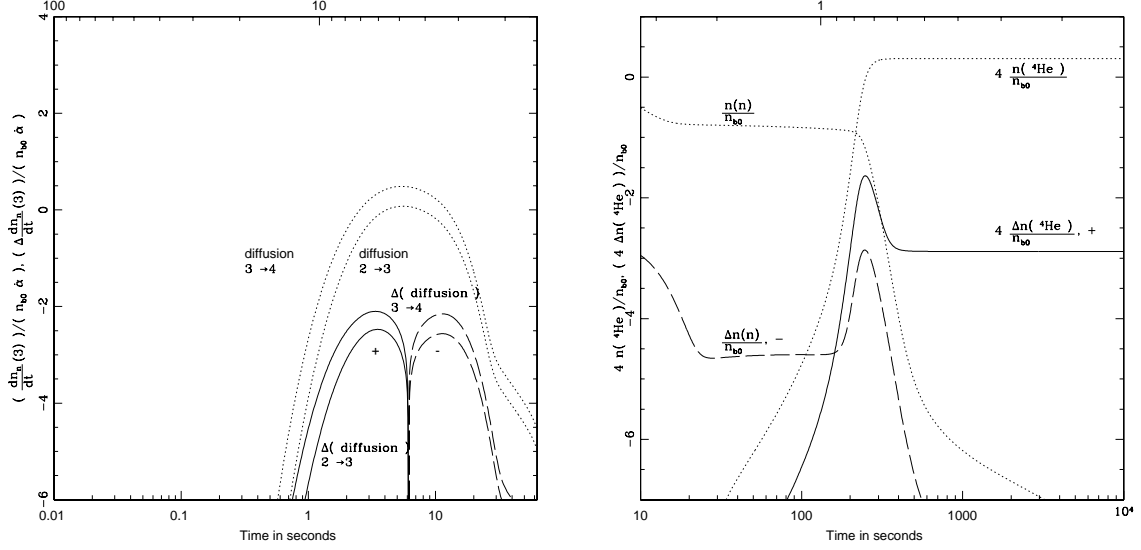 100
10
4
2
0
-2
-4
-6
( dn_n/dt (3) )/( n_b0 α̇ ), ( Δ dn_n/dt (3) )/( n_b0 α̇ )
diffusion
3 →4
diffusion
2 →3
Δ( diffusion )
3 →4
+
-
Δ( diffusion )
2 →3
0.01
0.1
1
10
Time in seconds
1
0
-2
-4
-6
4 n( ⁴He )/n_b0, ( 4 Δn( ⁴He ) )/n_b0
4 n( ⁴He )/n_b0
n(n)/n_b0
4 Δn( ⁴He )/n_b0, +
Δn(n)/n_b0, −
10
100
1000
10⁴
Time in seconds